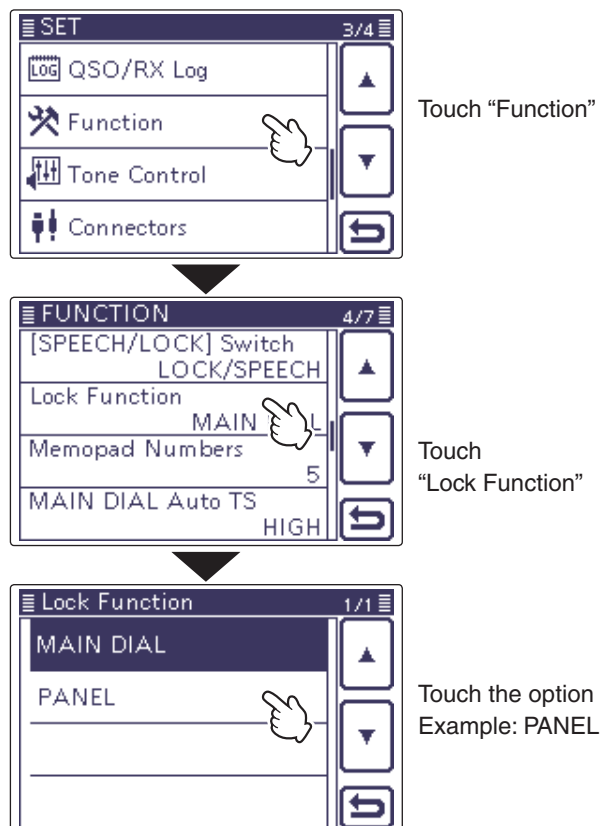 SET 3/4
LOG QSO/RX Log
Function
Tone Control
Connectors
Touch “Function”
FUNCTION 4/7
[SPEECH/LOCK] Switch
LOCK/SPEECH
Lock Function
MAIN
Memopad Numbers
5
MAIN DIAL Auto TS
HIGH
Touch
“Lock Function”
Lock Function 1/1
MAIN DIAL
PANEL
Touch the option
Example: PANEL